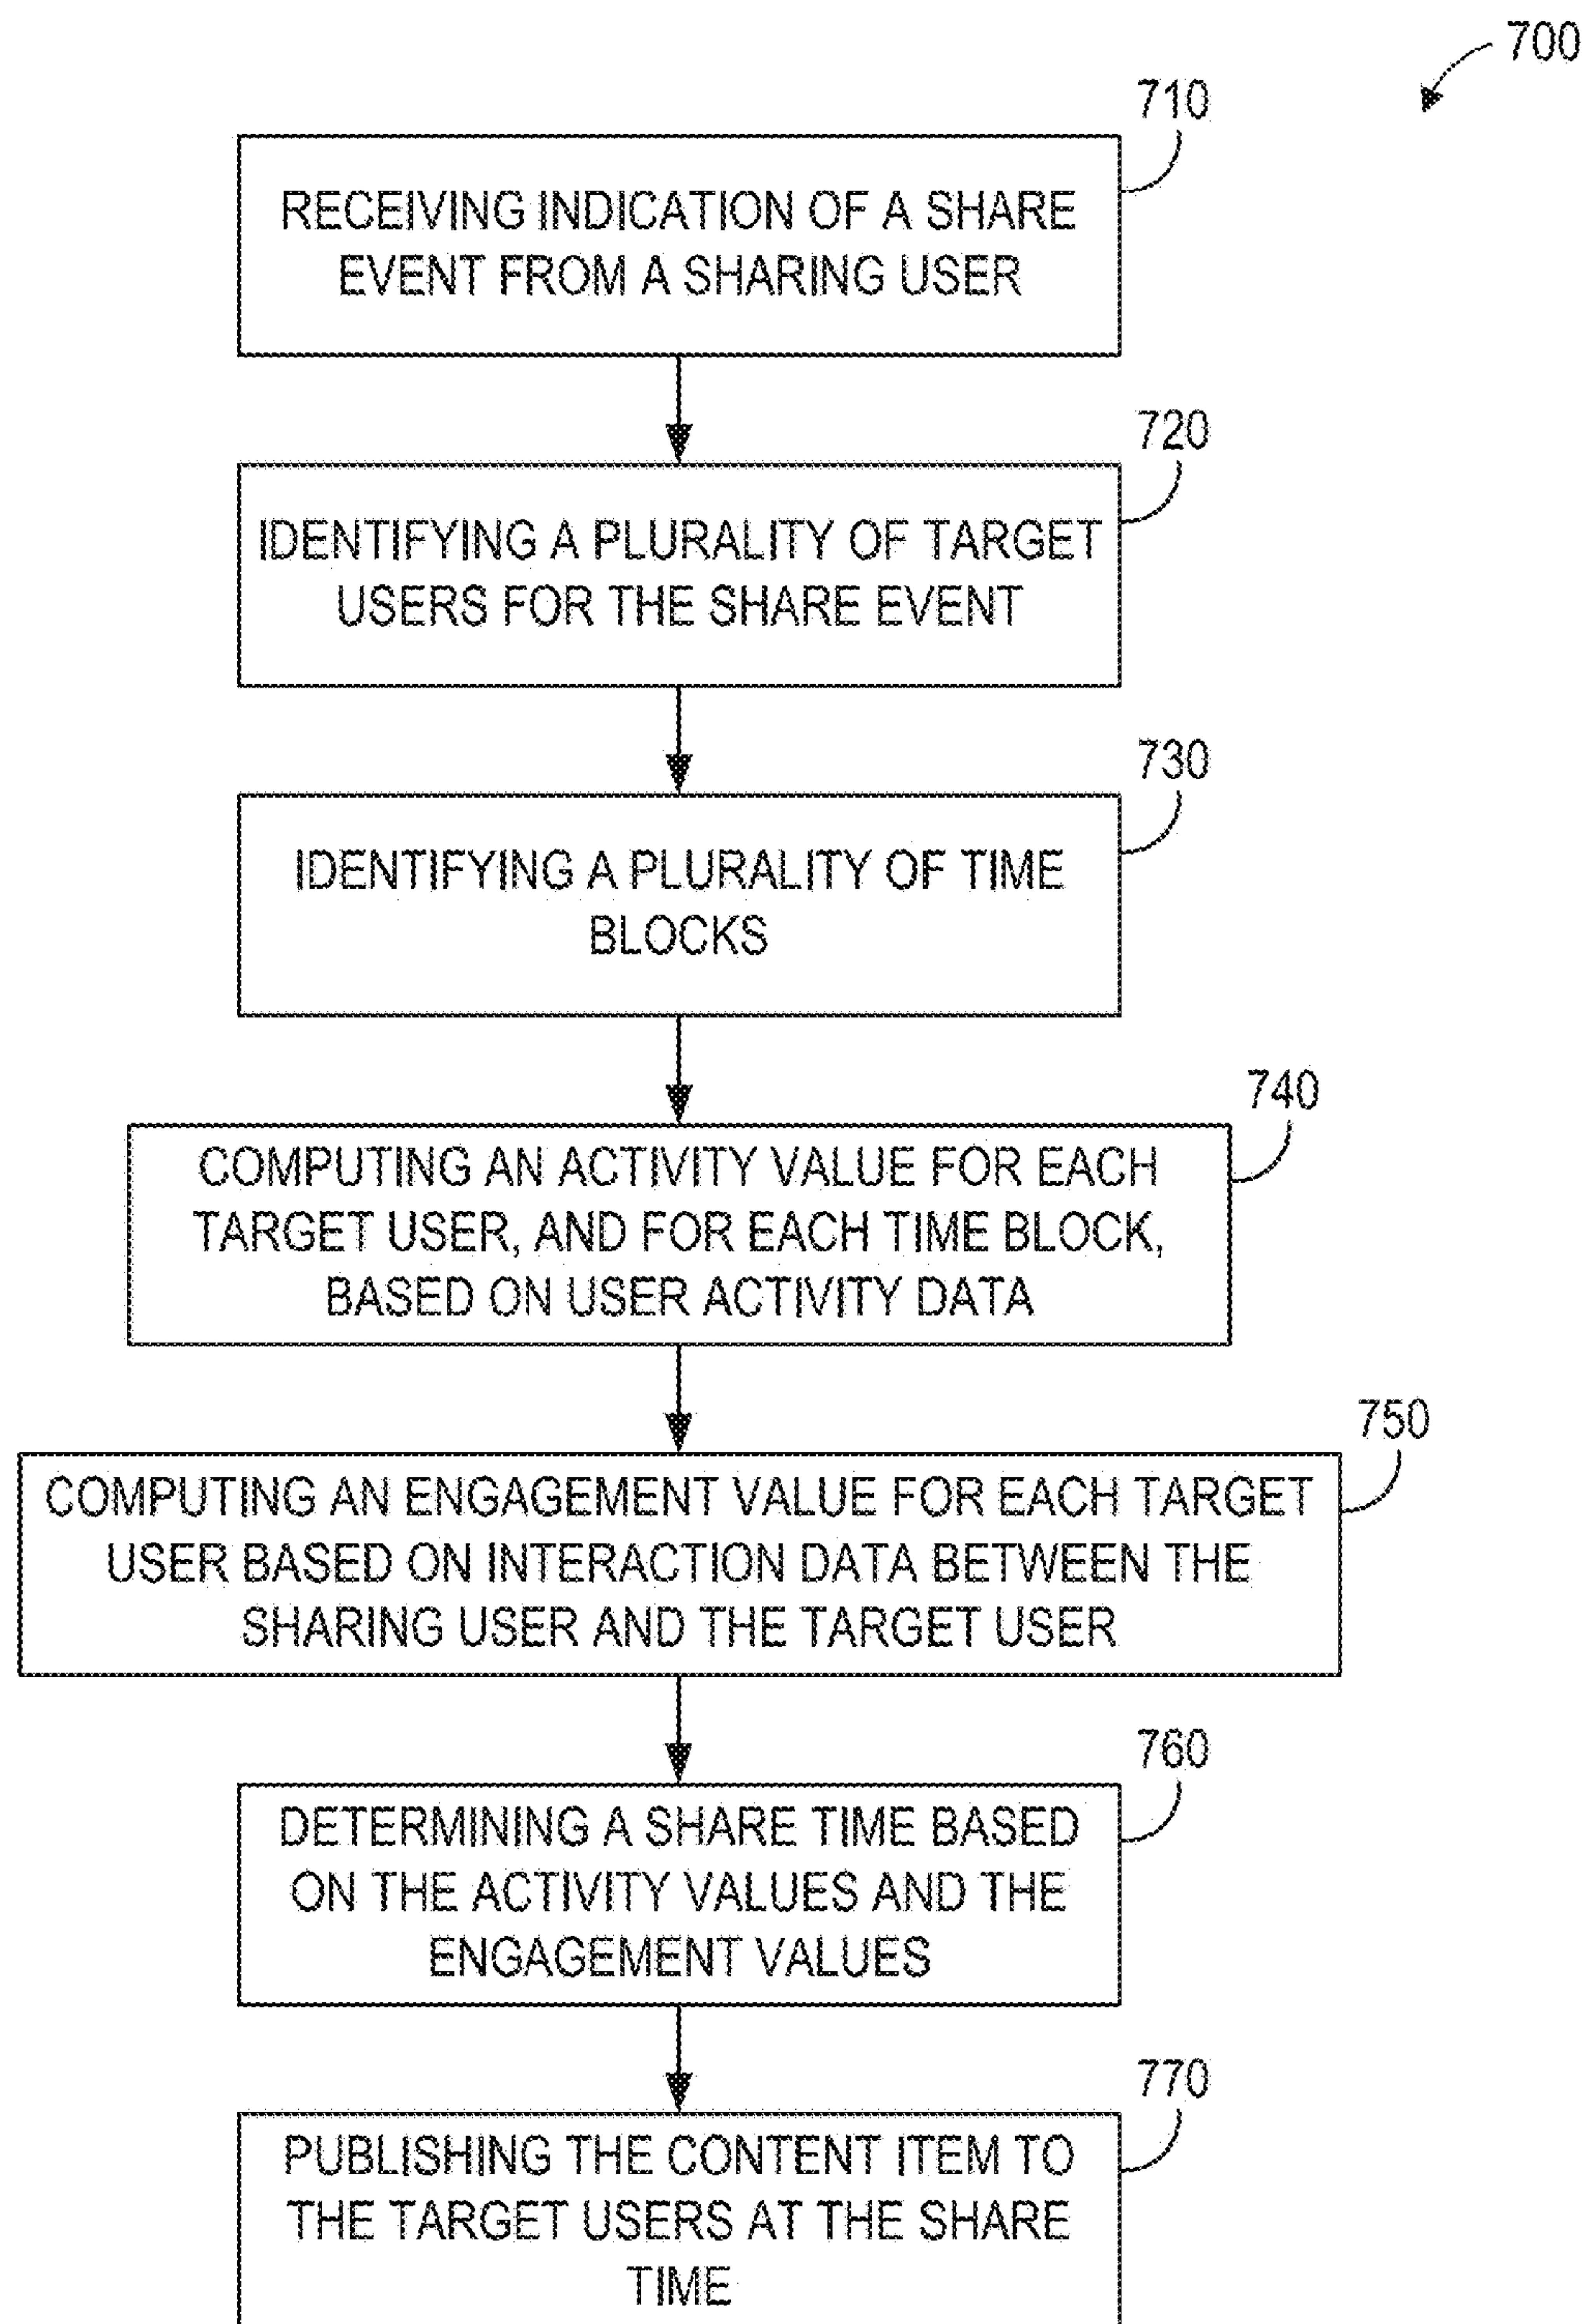 700
710
RECEIVING INDICATION OF A SHARE
EVENT FROM A SHARING USER
720
IDENTIFYING A PLURALITY OF TARGET
USERS FOR THE SHARE EVENT
730
IDENTIFYING A PLURALITY OF TIME
BLOCKS
740
COMPUTING AN ACTIVITY VALUE FOR EACH
TARGET USER, AND FOR EACH TIME BLOCK,
BASED ON USER ACTIVITY DATA
750
COMPUTING AN ENGAGEMENT VALUE FOR EACH TARGET
USER BASED ON INTERACTION DATA BETWEEN THE
SHARING USER AND THE TARGET USER
760
DETERMINING A SHARE TIME BASED
ON THE ACTIVITY VALUES AND THE
ENGAGEMENT VALUES
770
PUBLISHING THE CONTENT ITEM TO
THE TARGET USERS AT THE SHARE
TIME